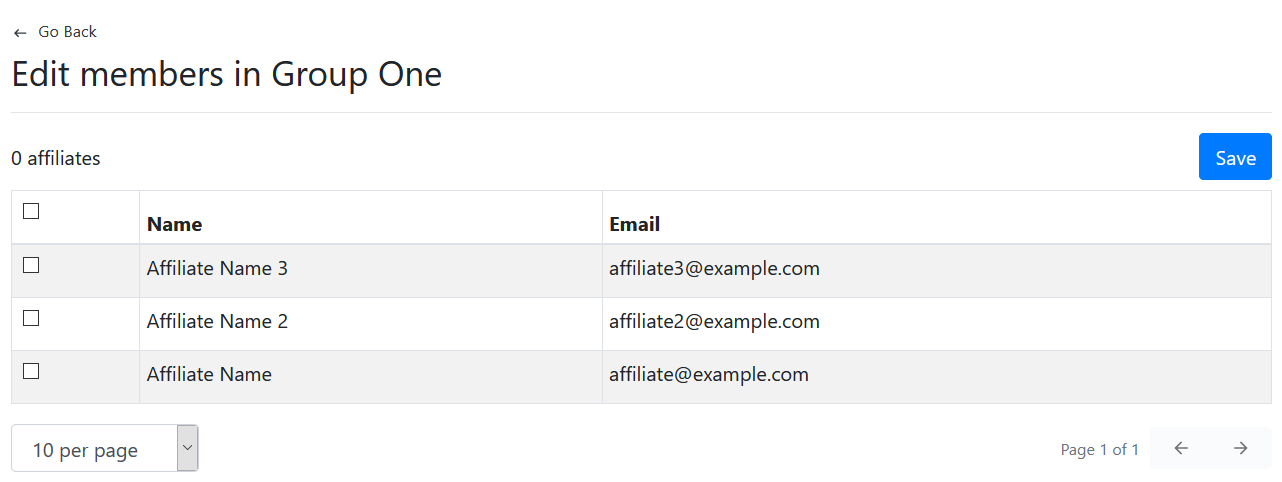 ← Go Back
Edit members in Group One
0 affiliates
Save
Name Email
Affiliate Name 3 affiliate3@example.com
Affiliate Name 2 affiliate2@example.com
Affiliate Name affiliate@example.com
10 per page
Page 1 of 1 ← →